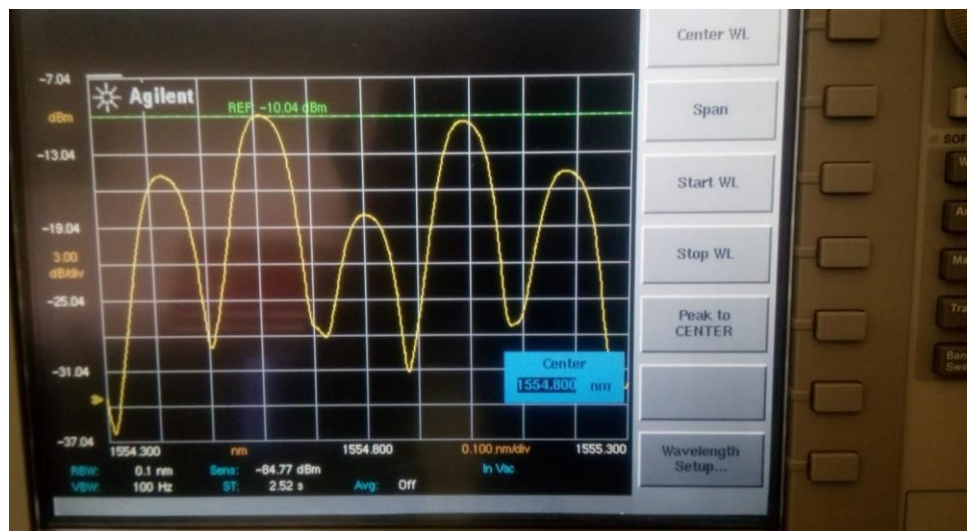 Center WL
-7.04
Agilent
REF -10.04 dBm
dBm
Span
-13.04
Start WL
-19.04
3.00
dB/div
Stop WL
-25.04
Peak to
CENTER
-31.04
Center
1554.800 nm
-37.04
1554.300 nm 1554.800 0.100 nm/div 1555.300
Wavelength
Setup...
RBW: 0.1 nm Sens: -84.77 dBm In Vac
VBW: 100 Hz ST: 2.52 s Avg: Off